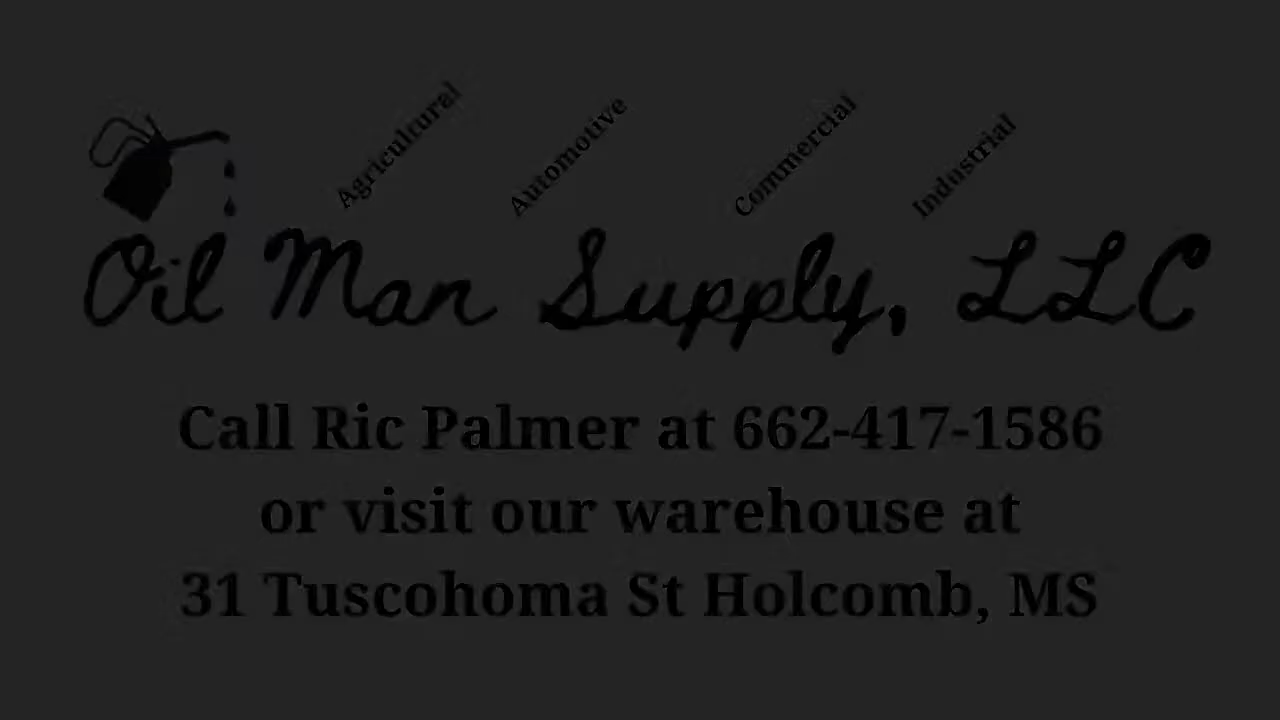 Agricultural Automotive Commercial Industrial
Oil Man Supply, LLC
Call Ric Palmer at 662-417-1586
or visit our warehouse at
31 Tuscohoma St Holcomb, MS